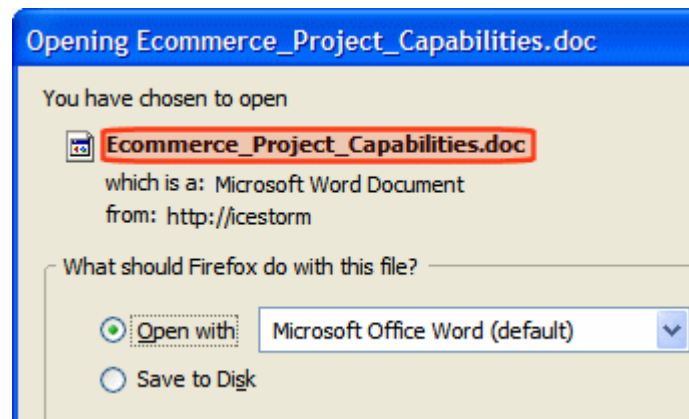 Opening Ecommerce_Project_Capabilities.doc
You have chosen to open
Ecommerce_Project_Capabilities.doc
which is a: Microsoft Word Document
from: http://icestorm
What should Firefox do with this file?
Open with Microsoft Office Word (default)
Save to Disk